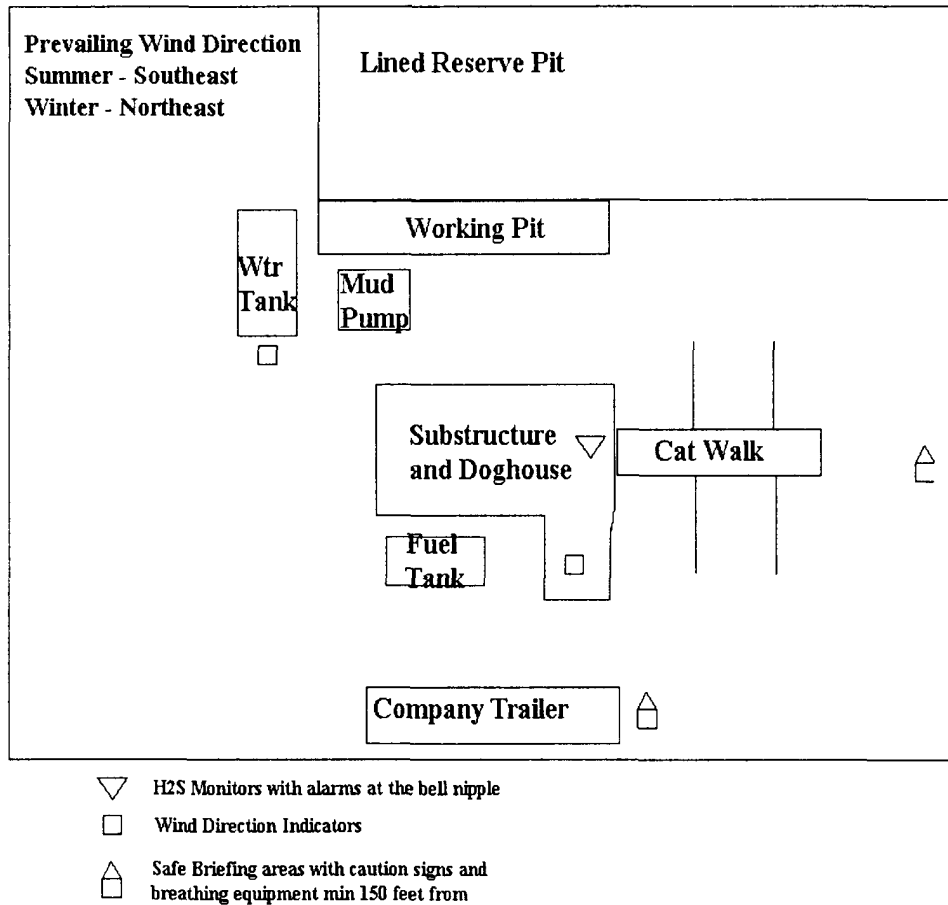 Prevailing Wind Direction
Summer - Southeast
Winter - Northeast
Lined Reserve Pit
Working Pit
Wtr
Tank
Mud
Pump
Substructure
and Doghouse
Cat Walk
Fuel
Tank
Company Trailer
H2S Monitors with alarms at the bell nipple
Wind Direction Indicators
Safe Briefing areas with caution signs and
breathing equipment min 150 feet from